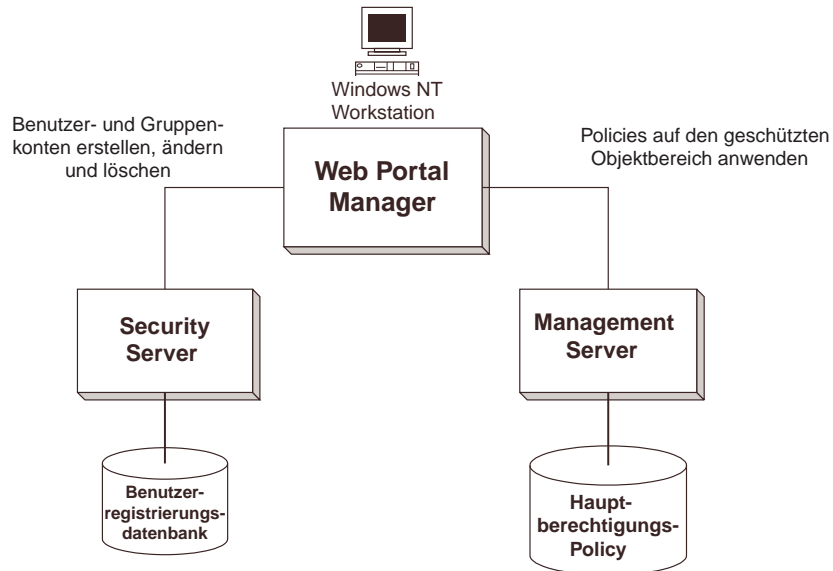 Windows NT
Workstation
Benutzer- und Gruppen-
konten erstellen, ändern
und löschen
Policies auf den geschützten
Objektbereich anwenden
Web Portal
Manager
Security
Server
Management
Server
Benutzer-
registrierungs-
datenbank
Haupt-
berechtigungs-
Policy